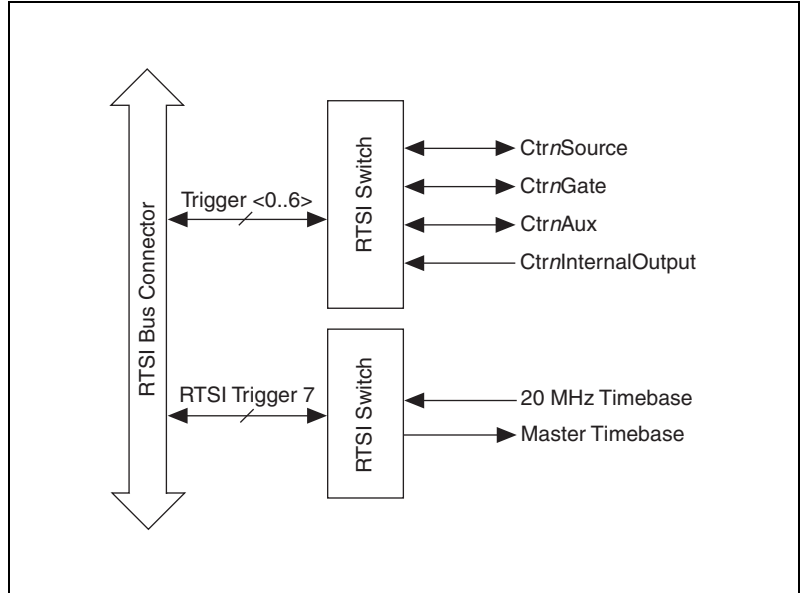 RTSI Bus Connector
Trigger <0..6>
RTSI Switch
CtrnSource
CtrnGate
CtrnAux
CtrnInternalOutput
RTSI Trigger 7
RTSI Switch
20 MHz Timebase
Master Timebase